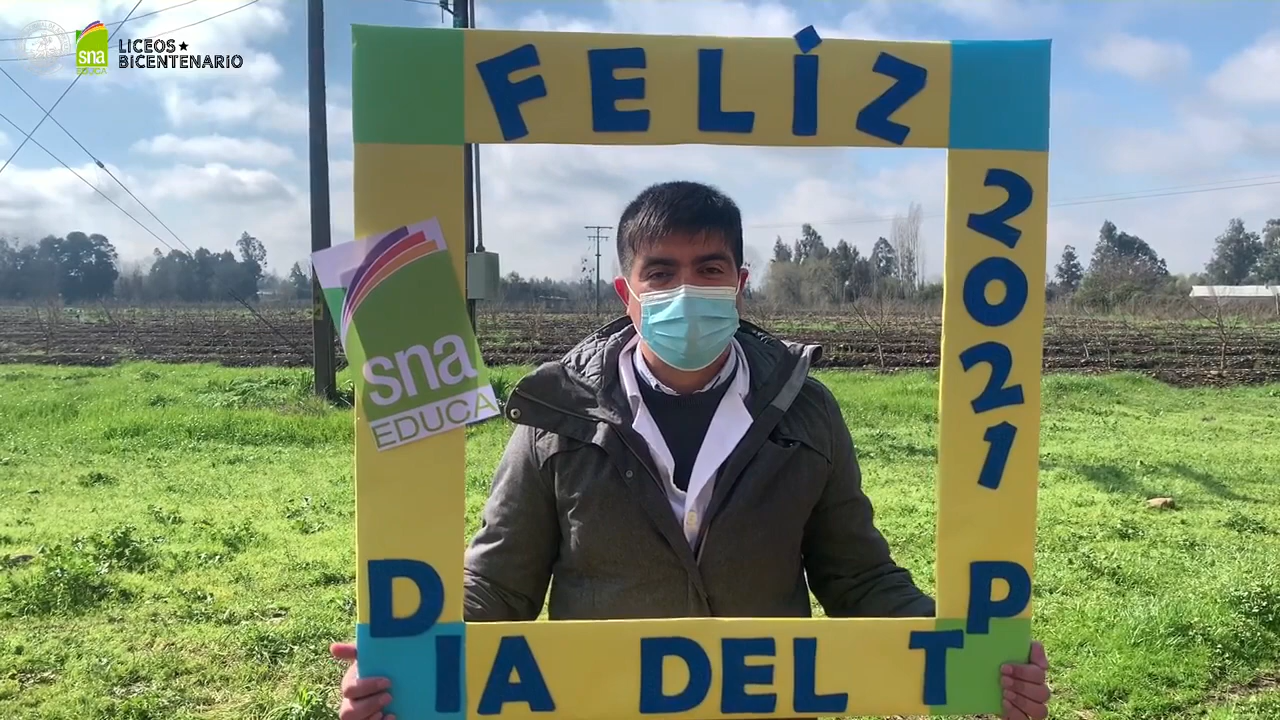 sna
EDUCA
LICEOS★
BICENTENARIO
FELiZ
2021
sna
EDUCA
DIA DEL TP